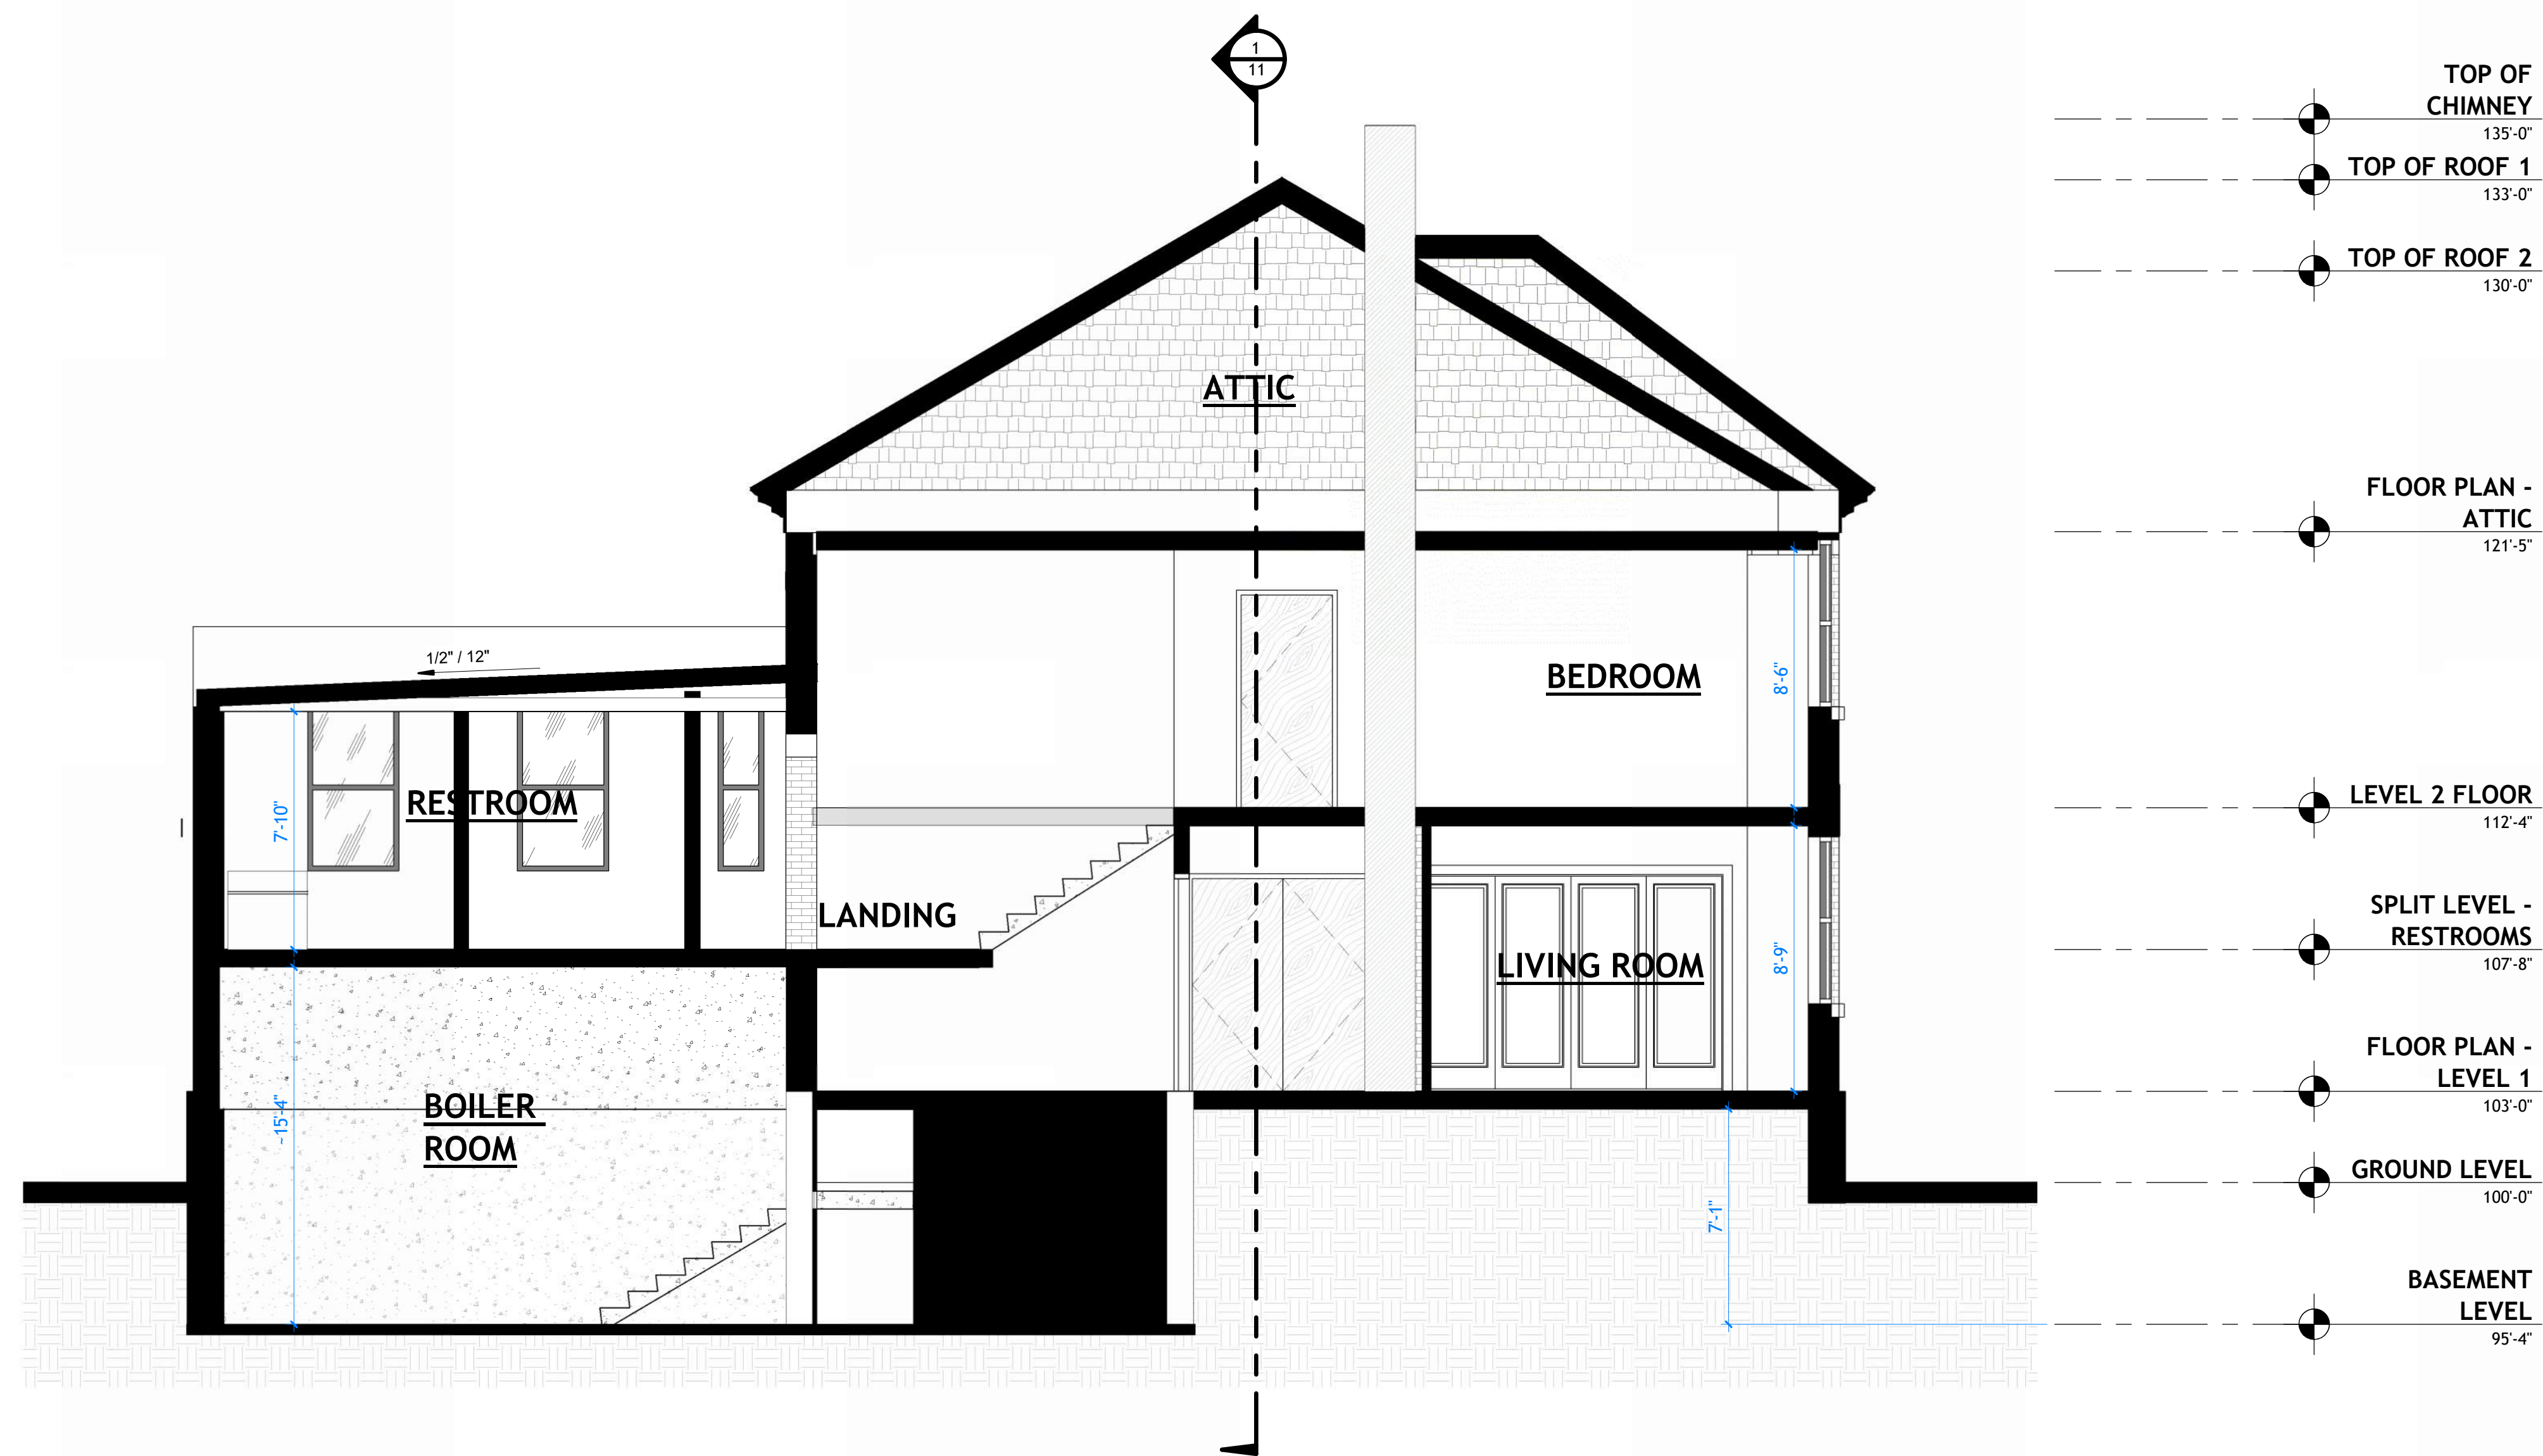 1
11
TOP OF
CHIMNEY
135'-0"
TOP OF ROOF 1
133'-0"
TOP OF ROOF 2
130'-0"
ATTIC
FLOOR PLAN -
ATTIC
121'-5"
1/2" / 12"
BEDROOM
8'-6"
RESTROOM
7'-10"
LEVEL 2 FLOOR
112'-4"
LANDING
SPLIT LEVEL -
RESTROOMS
107'-8"
LIVING ROOM
8'-9"
FLOOR PLAN -
LEVEL 1
103'-0"
BOILER
ROOM
~15'-4"
GROUND LEVEL
100'-0"
7'-1"
BASEMENT
LEVEL
95'-4"